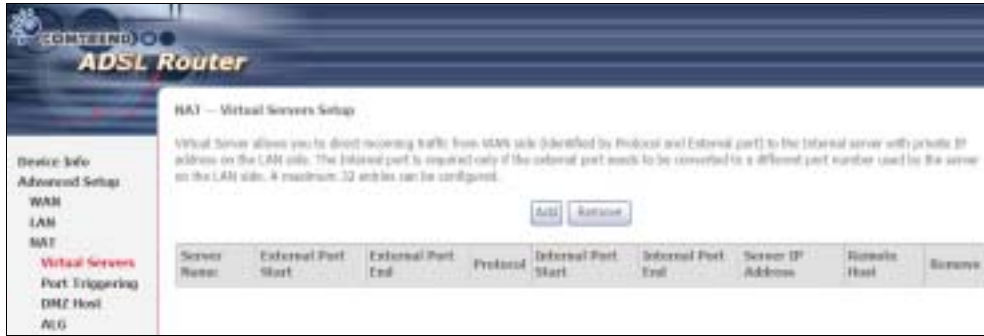 COMTREND
ADSL Router
NAT -- Virtual Servers Setup
Virtual Server allows you to direct incoming traffic from WAN side (identified by Protocol and External port) to the Internal server with private IP
address on the LAN side. The Internal port is required only if the external port needs to be converted to a different port number used by the server
on the LAN side. A maximum 32 entries can be configured.
Add Remove
Server Name External Port Start External Port End Protocol Internal Port Start Internal Port End Server IP Address Remote Host Remove
Device Info
Advanced Setup
WAN
LAN
NAT
Virtual Servers
Port Triggering
DMZ Host
ALG